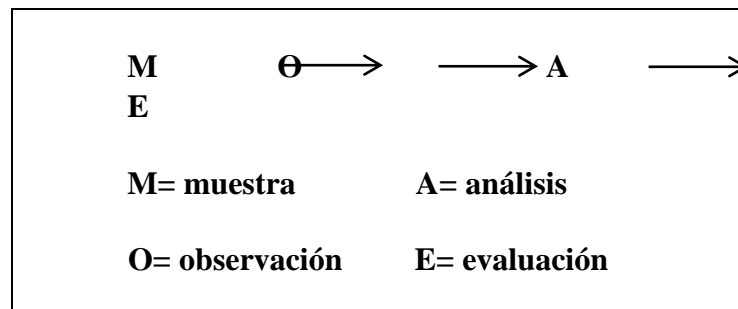 M O A
E
M= muestra A= análisis
O= observación E= evaluación